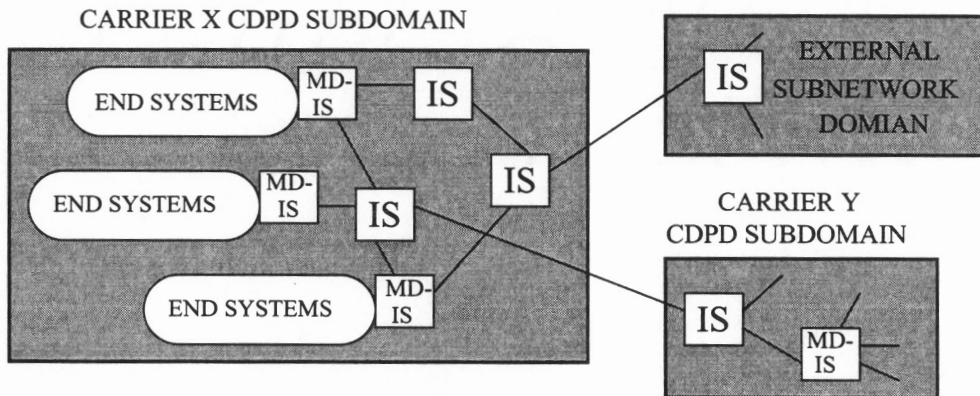 CARRIER X CDPD SUBDOMAIN
END SYSTEMS
MD-
IS
IS
IS
END SYSTEMS
MD-
IS
IS
END SYSTEMS
MD-
IS
IS
EXTERNAL
SUBNETWORK
DOMIAN
CARRIER Y
CDPD SUBDOMAIN
IS
MD-
IS